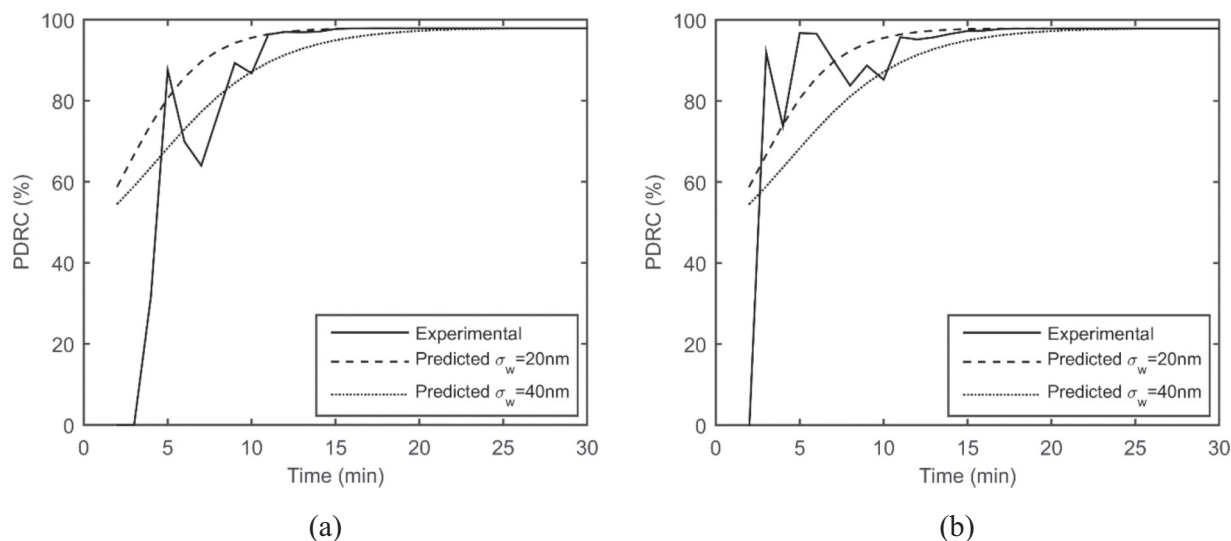 100
80
60
40
20
0
PDRC (%)
0 5 10 15 20 25 30
Time (min)
Experimental
Predicted σw=20nm
Predicted σw=40nm
(a)
100
80
60
40
20
0
PDRC (%)
0 5 10 15 20 25 30
Time (min)
Experimental
Predicted σw=20nm
Predicted σw=40nm
(b)